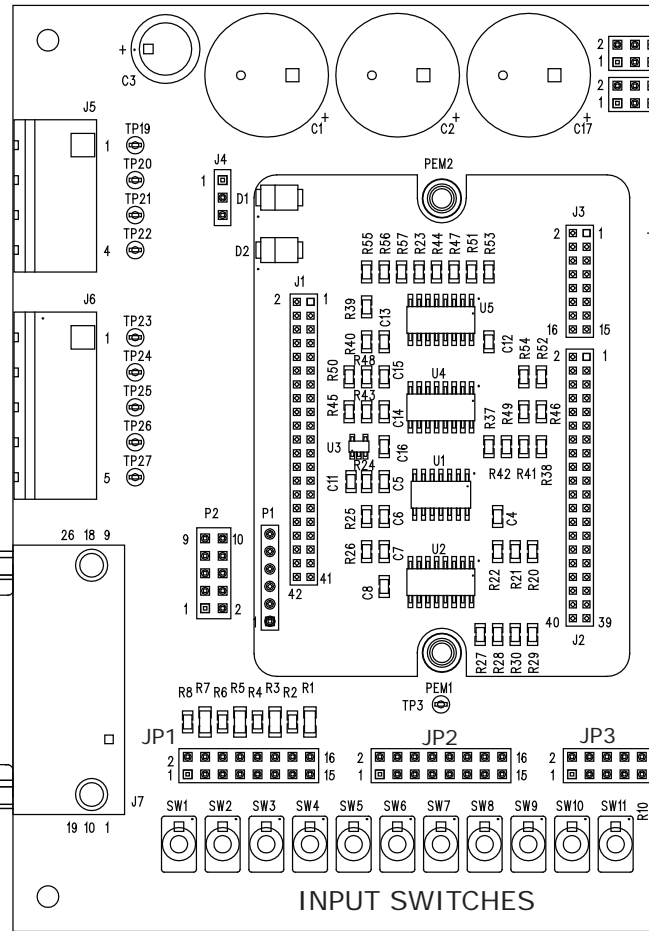 +
C3
+
C1
+
C2
+
C17
2
1
2
1
J5
1
4
TP19
TP20
TP21
TP22
J4
1
D1
D2
PEM2
J3
2 1
16 15
R55 R56 R57 R23 R44 R47 R51 R53
J1
2 1
R39
C13
U5
R40
C12
R48
R50
C15
U4
R54 R52
J6
1
5
TP23
TP24
TP25
TP26
TP27
R43
R45
C14
R37
R49
R46
2 1
U3
C16
R24
R42 R41 R38
C11
C5
U1
R25
C6
C4
R26
C7
U2
R22 R21 R20
C8
42 41
40 39
J2
P2
9 10
1 2
P1
1
26 18 9
19 10 1
J7
R27 R28 R30 R29
PEM1
TP3
R8 R7 R6 R5 R4 R3 R2 R1
JP1
2 16
1 15
JP2
2 16
1 15
JP3
2
1
R10
SW1 SW2 SW3 SW4 SW5 SW6 SW7 SW8 SW9 SW10 SW11
INPUT SWITCHES